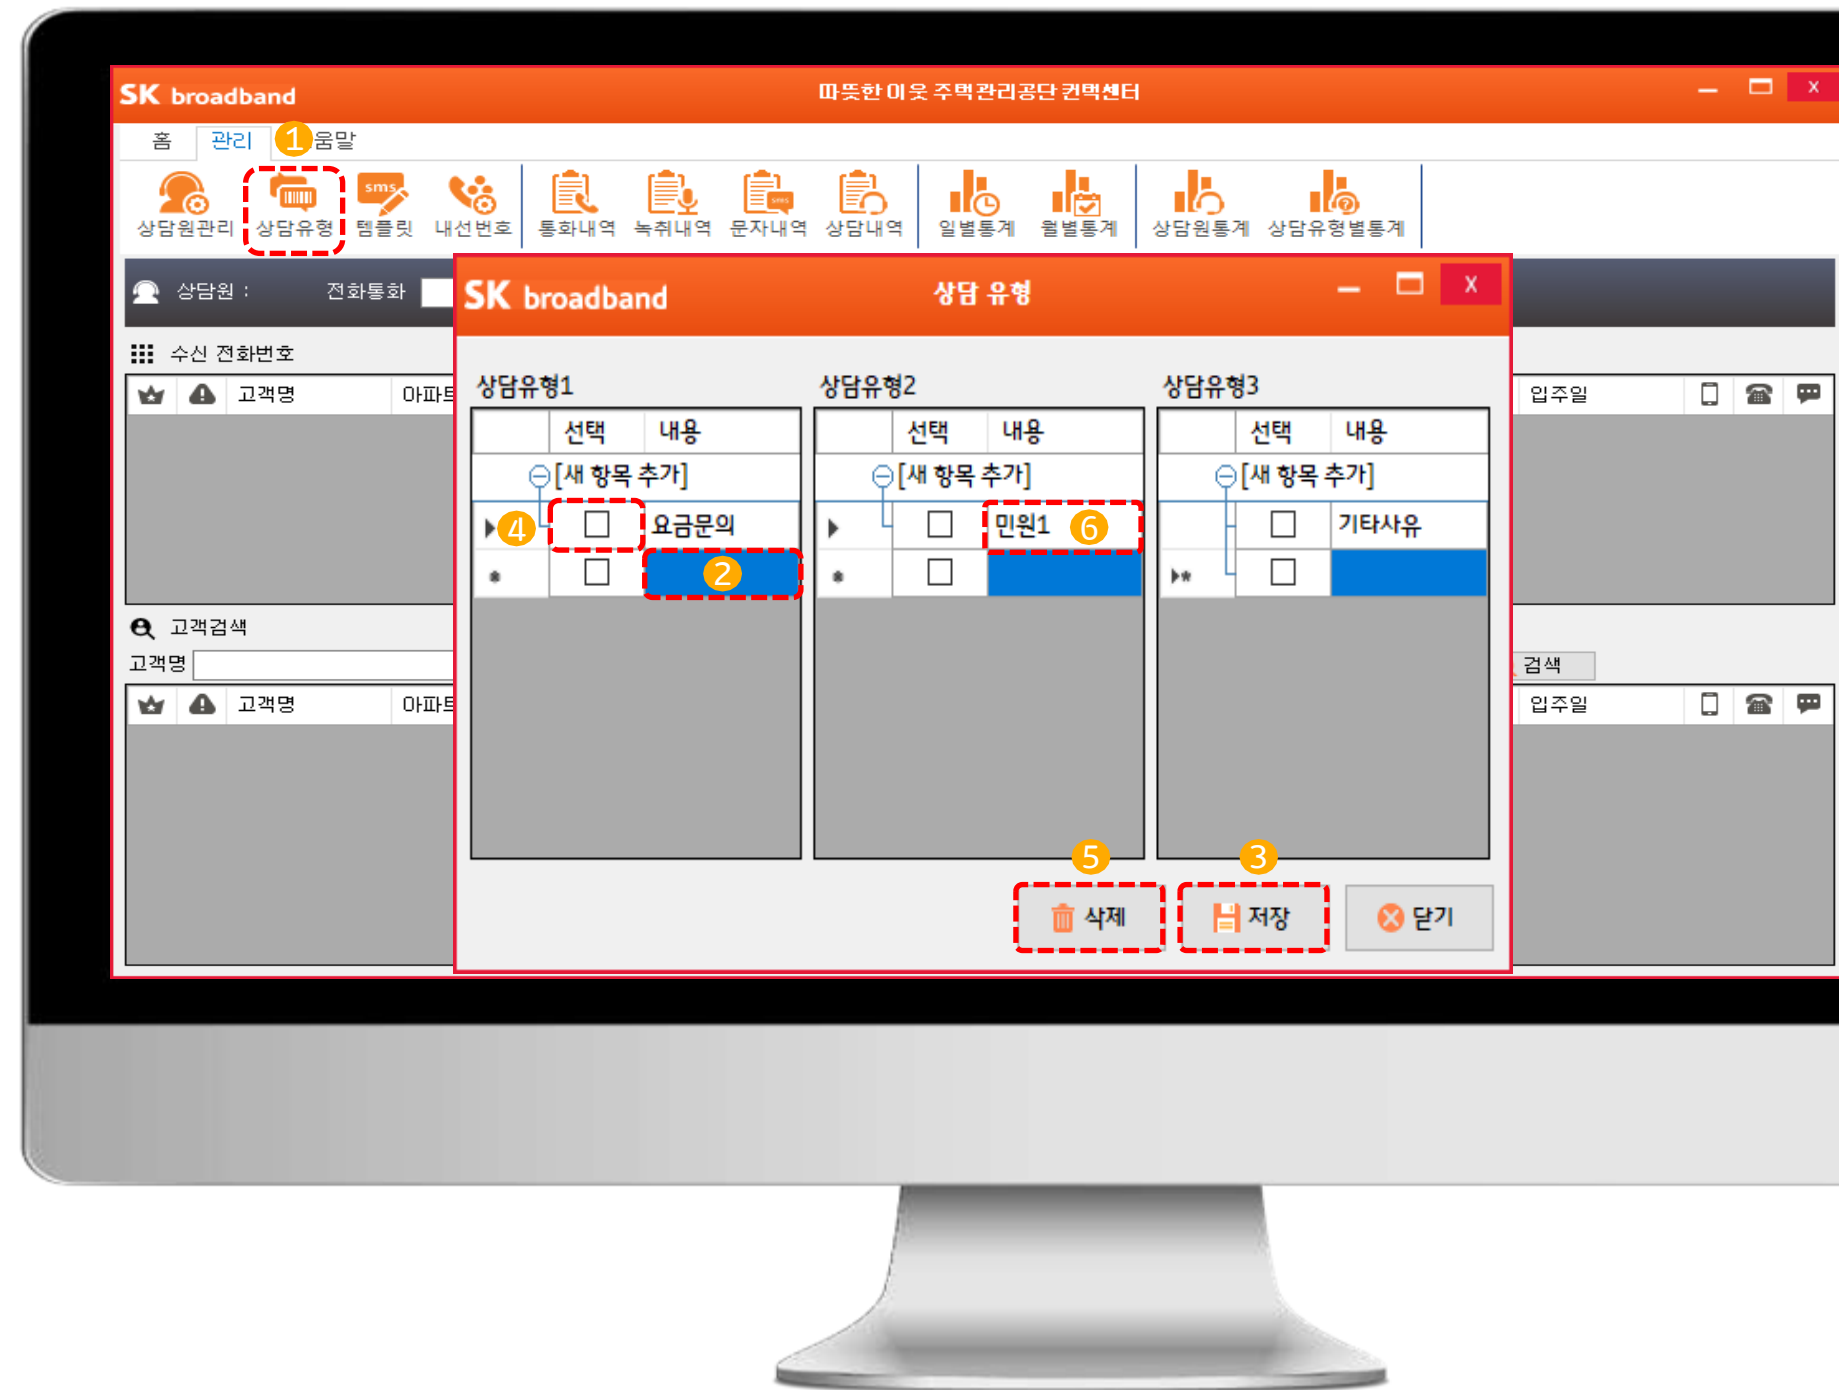 SK broadband 따뜻한 이웃 주택관리공단 컨택센터 X
홈 관리 1 움말
sms sms
상담원관리 상담유형 템플릿 내선번호 통화내역 녹취내역 문자내역 상담내역 일별통계 월별통계 상담원통계 상담유형별통계
상담원 : 전화통화
SK broadband 상담 유형 X
수신 전화번호
고객명 아파트 입주일
상담유형1 상담유형2 상담유형3
선택 내용 선택 내용 선택 내용
[새 항목 추가] [새 항목 추가] [새 항목 추가]
4 요금문의 민원1 6 기타사유
* 2 * *
고객검색
고객명 검색
고객명 아파트 입주일
5 3
삭제 저장 닫기